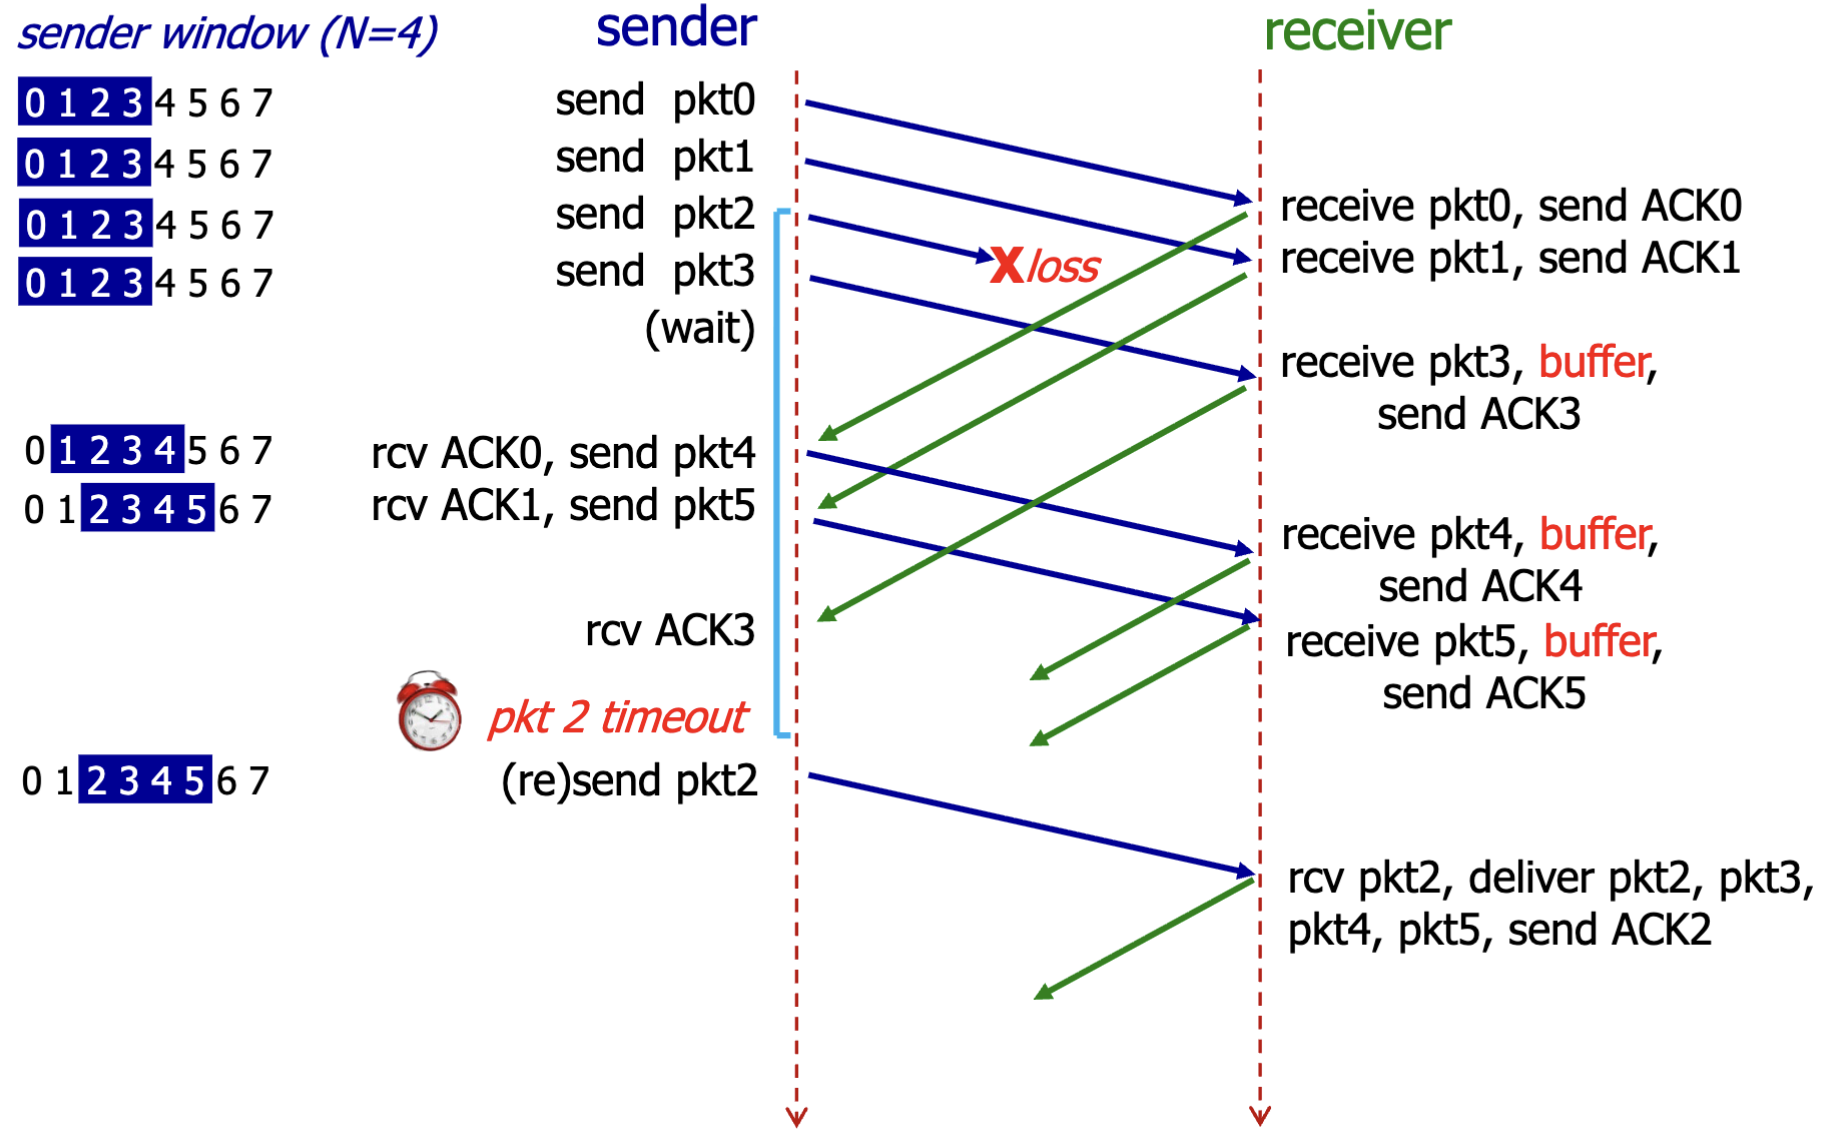 sender window (N=4) sender receiver
0 1 2 3 4 5 6 7 send pkt0
0 1 2 3 4 5 6 7 send pkt1
receive pkt0, send ACK0
0 1 2 3 4 5 6 7 send pkt2
receive pkt1, send ACK1
X loss
0 1 2 3 4 5 6 7 send pkt3
(wait)
receive pkt3, buffer,
send ACK3
0 1 2 3 4 5 6 7 rcv ACK0, send pkt4
0 1 2 3 4 5 6 7 rcv ACK1, send pkt5
receive pkt4, buffer,
send ACK4
rcv ACK3
receive pkt5, buffer,
send ACK5
pkt 2 timeout
0 1 2 3 4 5 6 7 (re)send pkt2
rcv pkt2, deliver pkt2, pkt3,
pkt4, pkt5, send ACK2